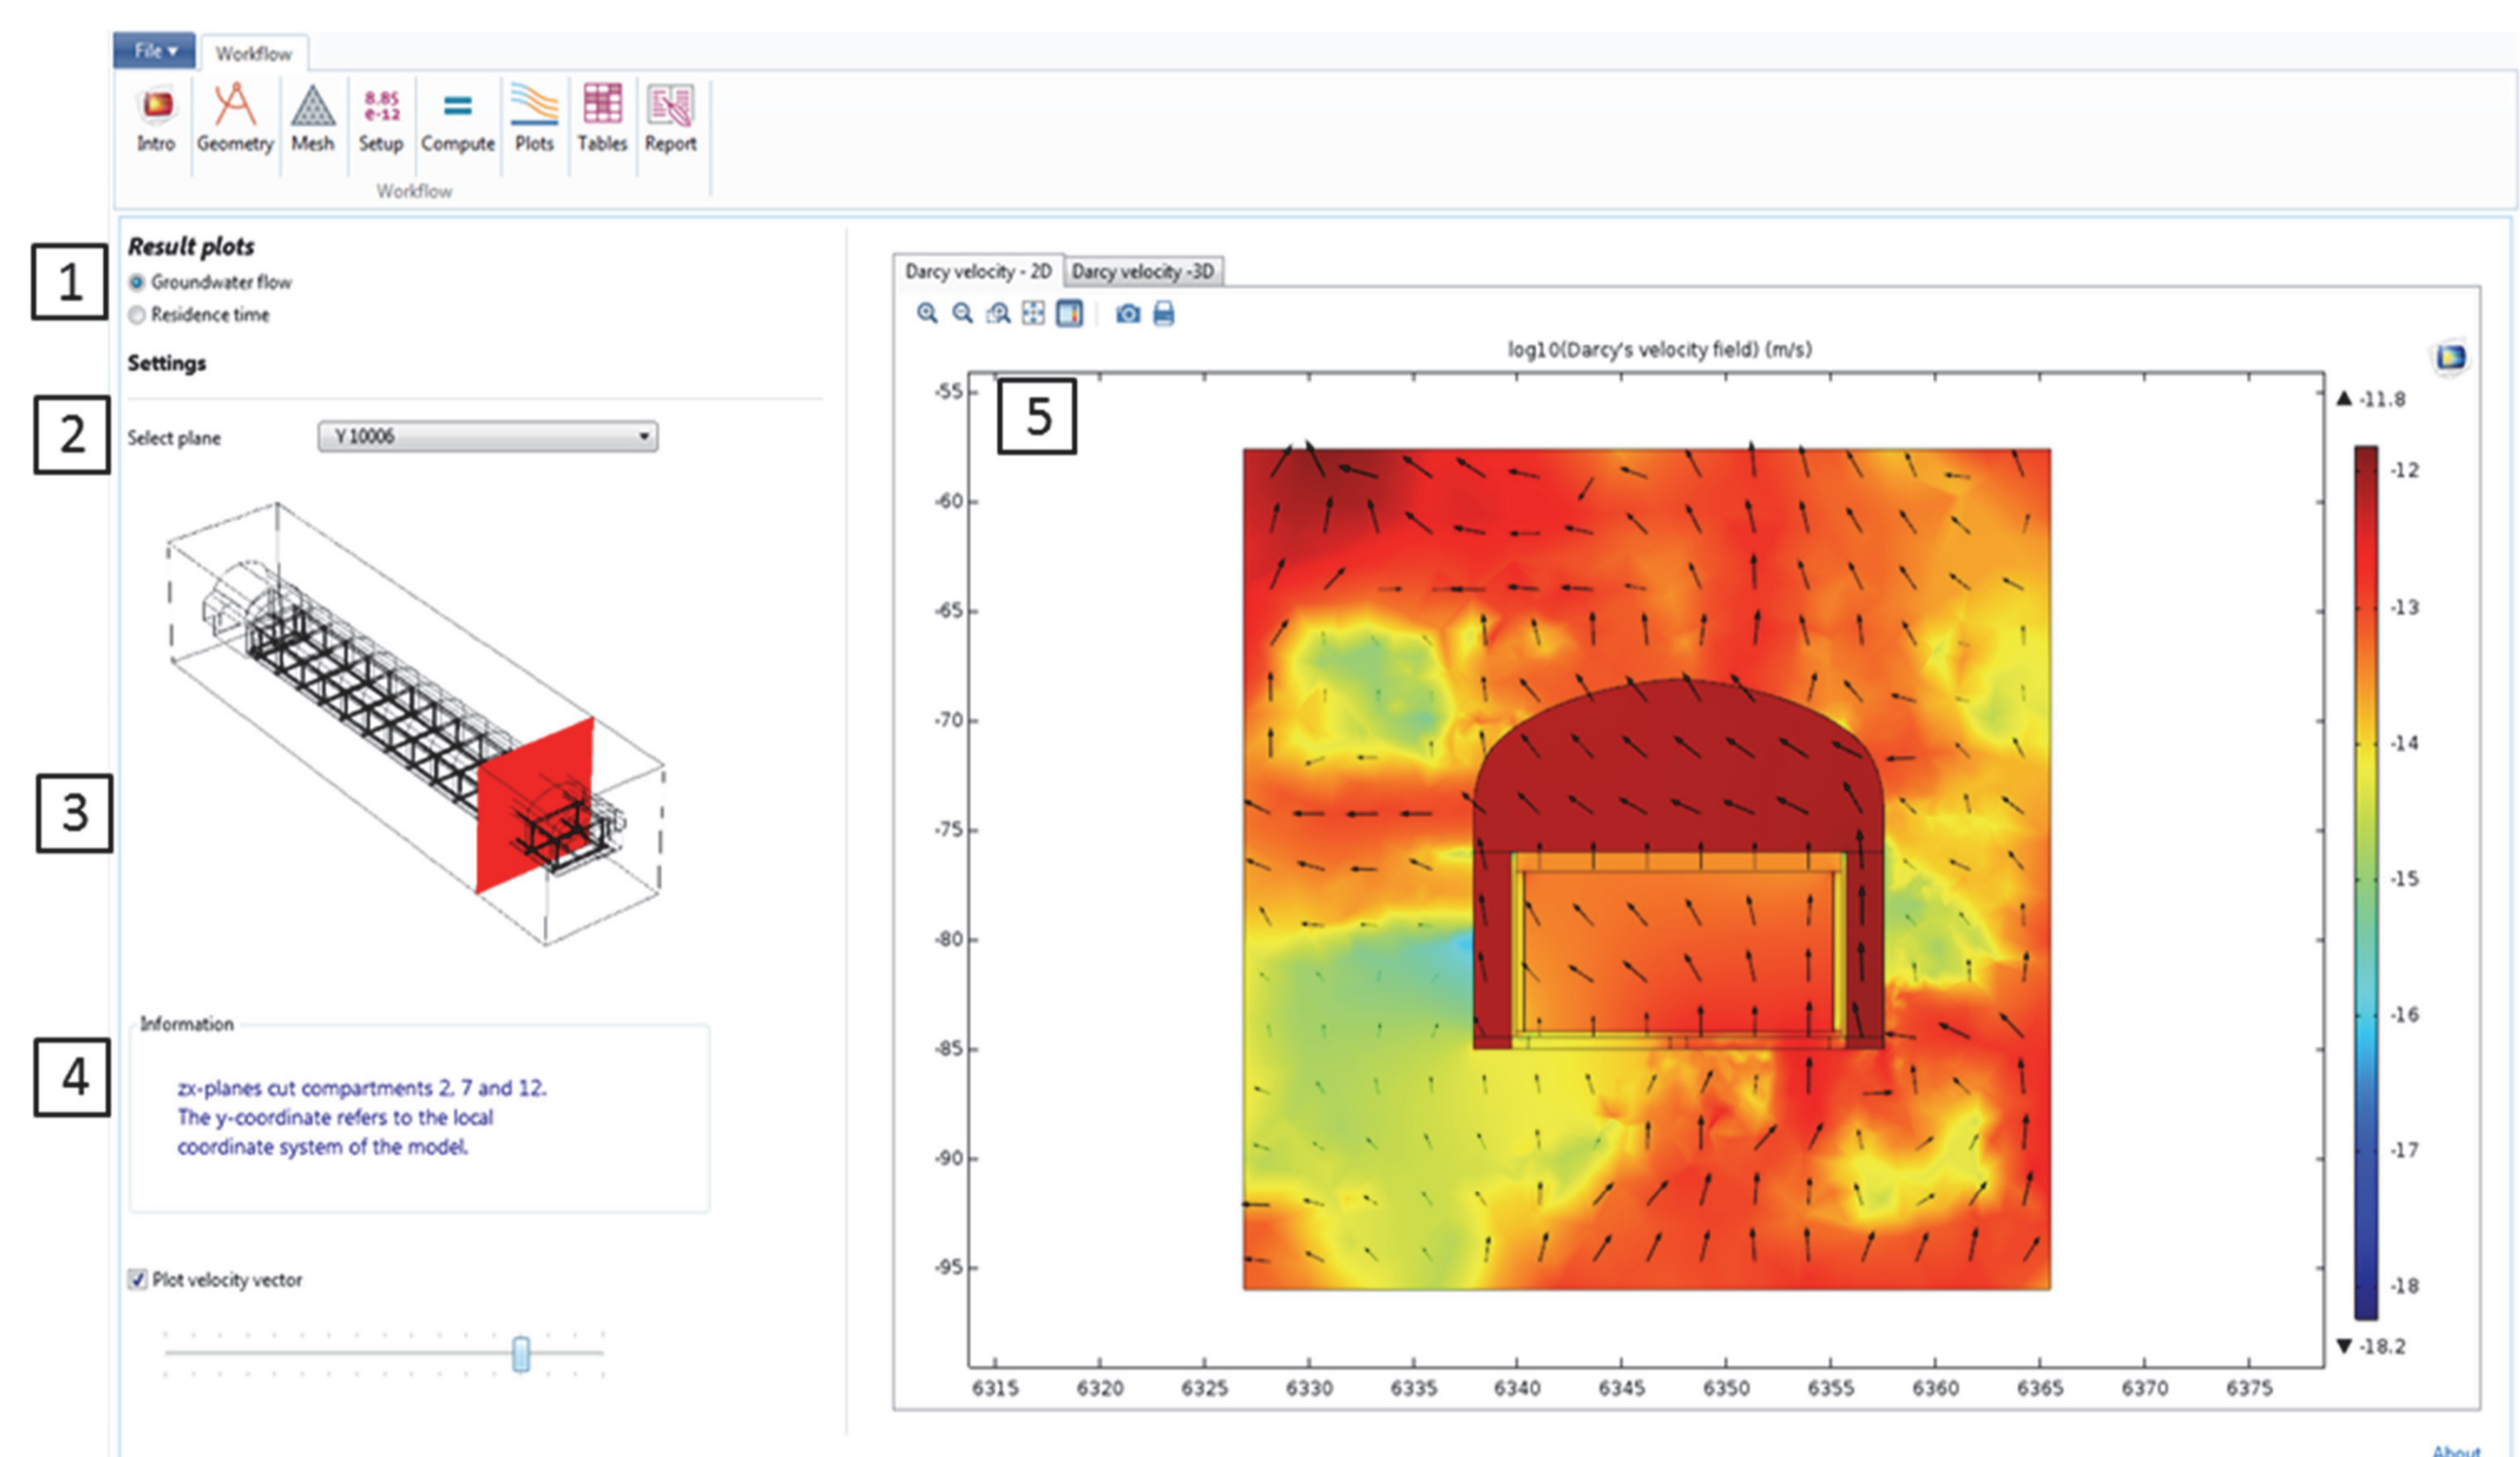 File ▾ Workflow
8.85
e-12
Intro Geometry Mesh Setup Compute Plots Tables Report
Workflow
1
Result plots
Groundwater flow
Residence time
Settings
2
Select plane Y 10006
3
4
Information
zx-planes cut compartments 2, 7 and 12.
The y-coordinate refers to the local
coordinate system of the model.
Plot velocity vector
Darcy velocity - 2D Darcy velocity -3D
log10(Darcy's velocity field) (m/s)
5
-55
-60
-65
-70
-75
-80
-85
-90
-95
6315 6320 6325 6330 6335 6340 6345 6350 6355 6360 6365 6370 6375
▲ -11.8
-12
-13
-14
-15
-16
-17
-18
▼ -18.2
About